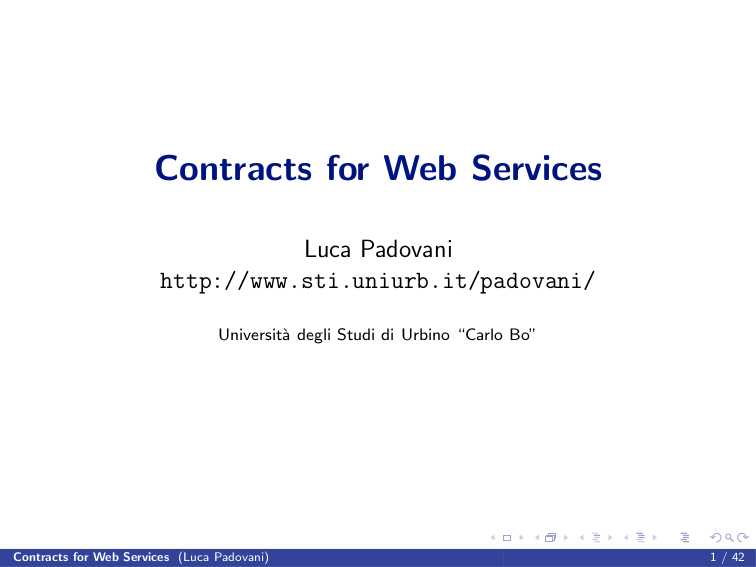 Contracts for Web Services
Luca Padovani
http://www.sti.uniurb.it/padovani/
Università degli Studi di Urbino “Carlo Bo”
Contracts for Web Services (Luca Padovani) 1 / 42